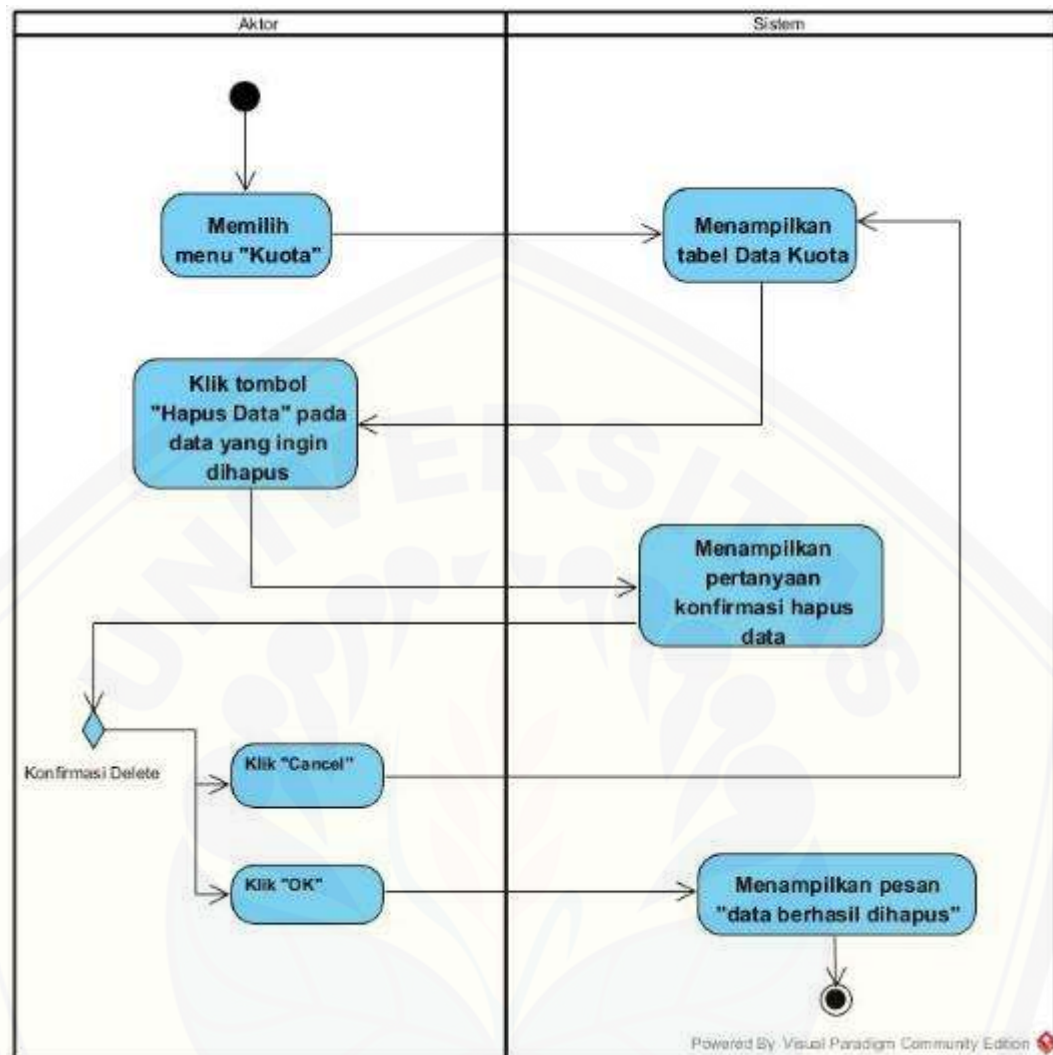 Aktor
Sistem
Memilih
menu "Kuota"
Menampilkan
tabel Data Kuota
Klik tombol
"Hapus Data" pada
data yang ingin
dihapus
Menampilkan
pertanyaan
konfirmasi hapus
data
Konfirmasi Delete
Klik "Cancel"
Klik "OK"
Menampilkan pesan
"data berhasil dihapus"
UNIVERSITAS
Powered By Visual Paradigm Community Edition